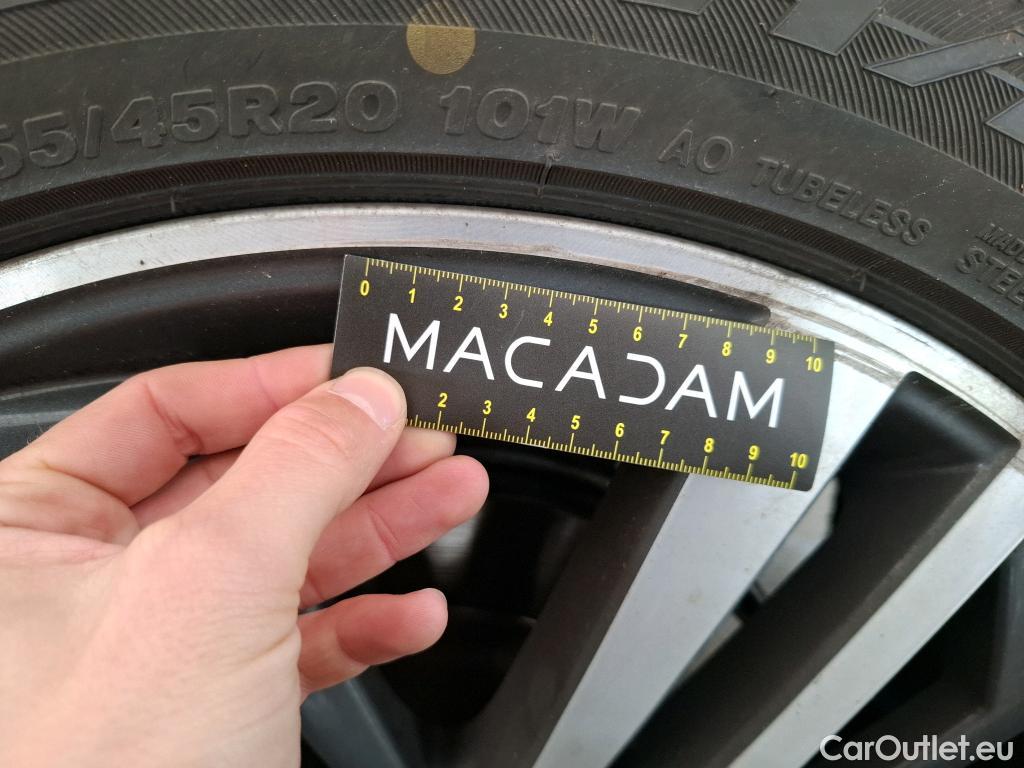 55/45R20 101W AO TUBELESS
MADE
STEE
0 1 2 3 4 5 6 7 8 9 10
MACADAM
2 3 4 5 6 7 8 9 10
CarOutlet.eu